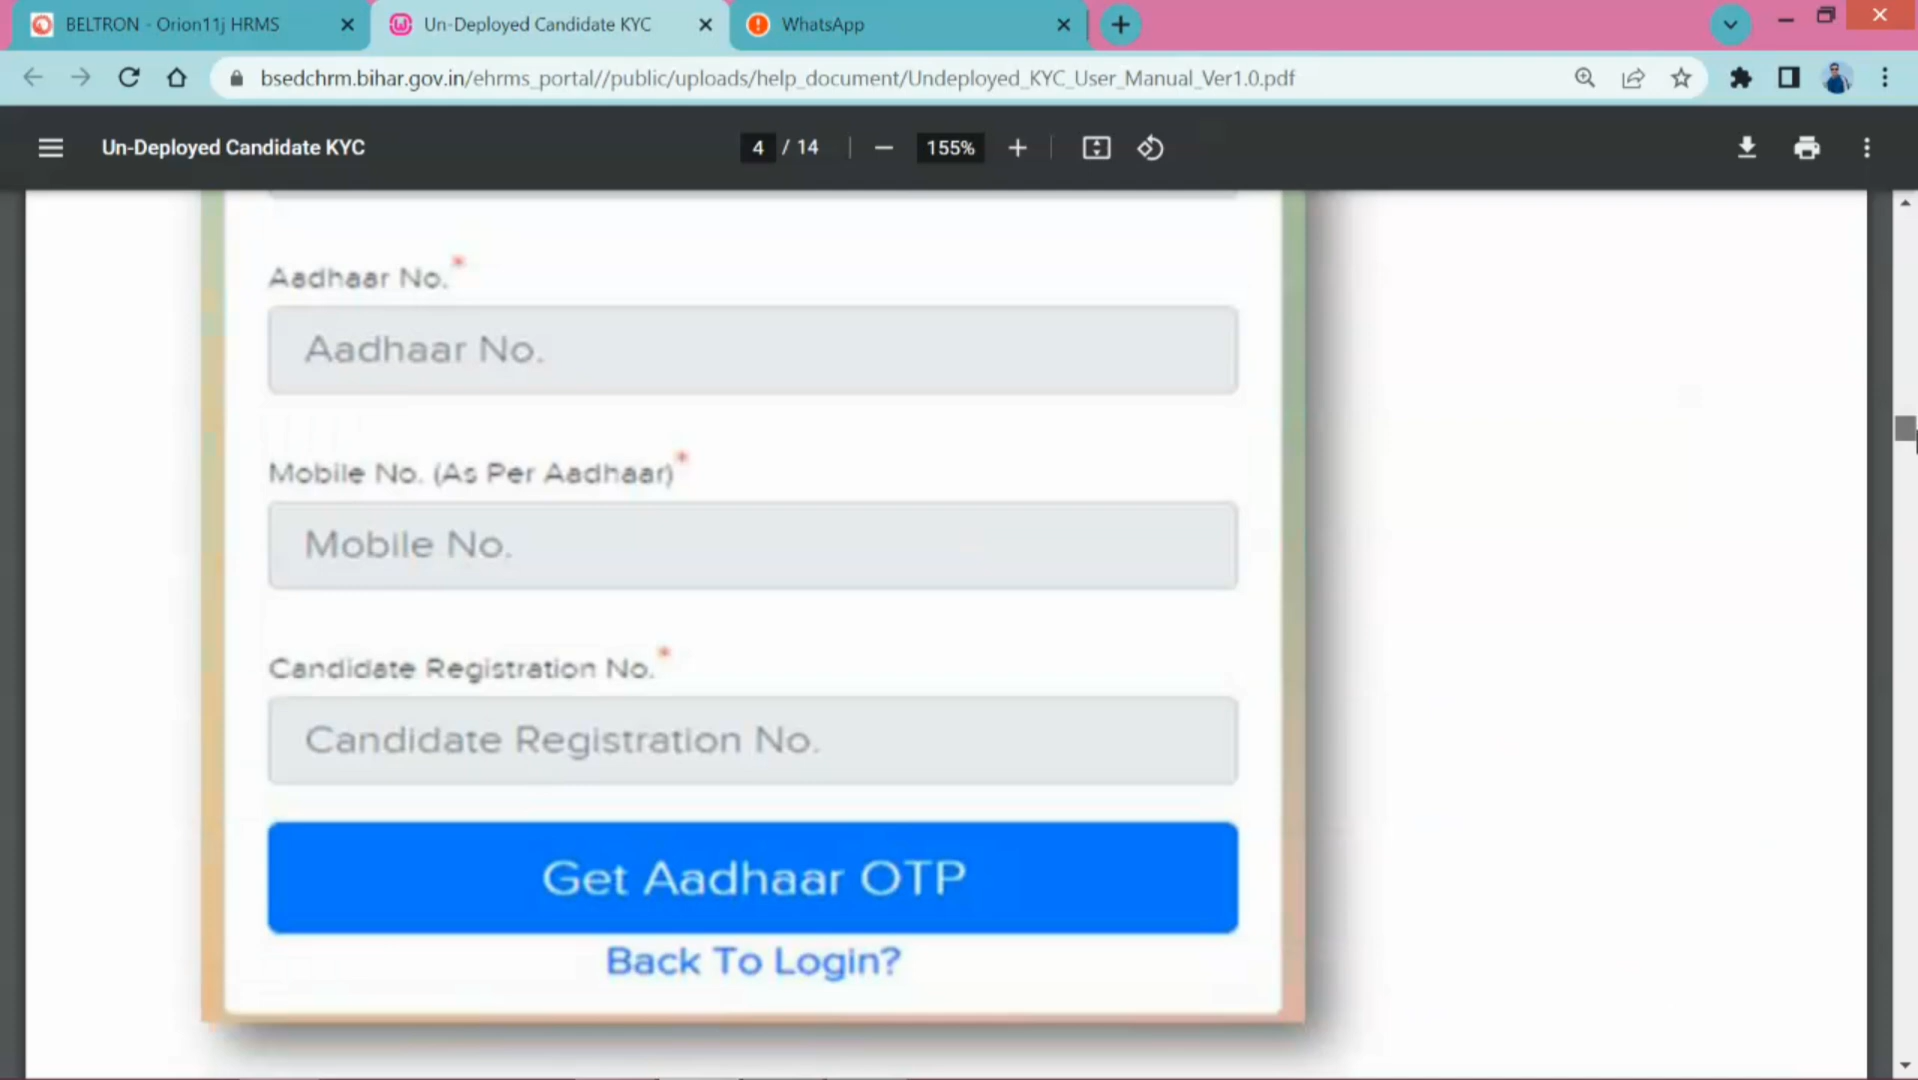 BELTRON - Orion11j HRMS
Un-Deployed Candidate KYC
WhatsApp
bsedchrm.bihar.gov.in/ehrms_portal//public/uploads/help_document/Undeployed_KYC_User_Manual_Ver1.0.pdf
Un-Deployed Candidate KYC
4 / 14
155%
Aadhaar No.*
Aadhaar No.
Mobile No. (As Per Aadhaar)*
Mobile No.
Candidate Registration No.*
Candidate Registration No.
Get Aadhaar OTP
Back To Login?